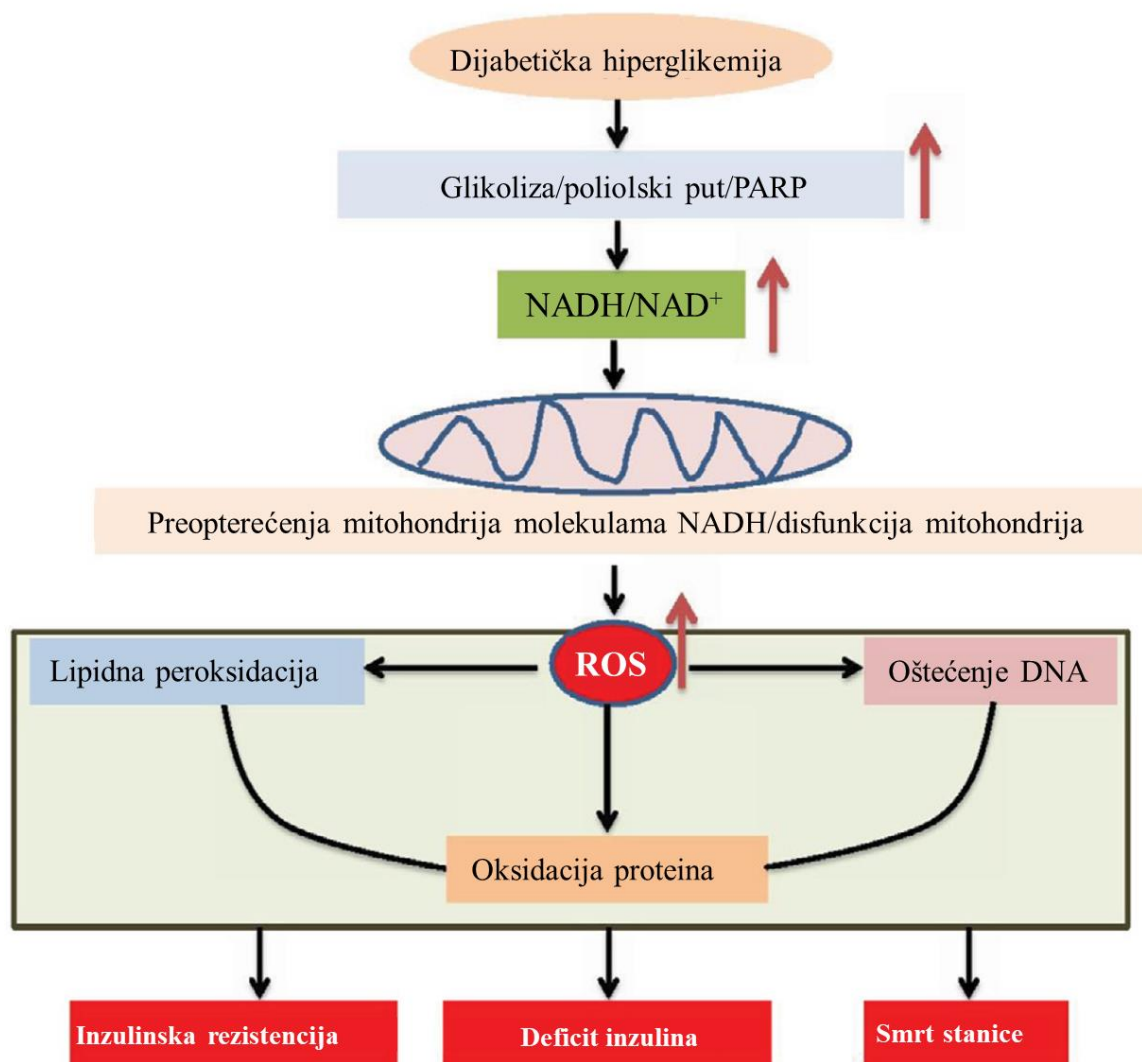 Dijabetička hiperglikemija
Glikoliza/poliolski put/PARP
NADH/NAD⁺
Preopterećenja mitohondrija molekulama NADH/disfunkcija mitohondrija
ROS
Lipidna peroksidacija
Oštećenje DNA
Oksidacija proteina
Inzulinska rezistencija
Deficit inzulina
Smrt stanice